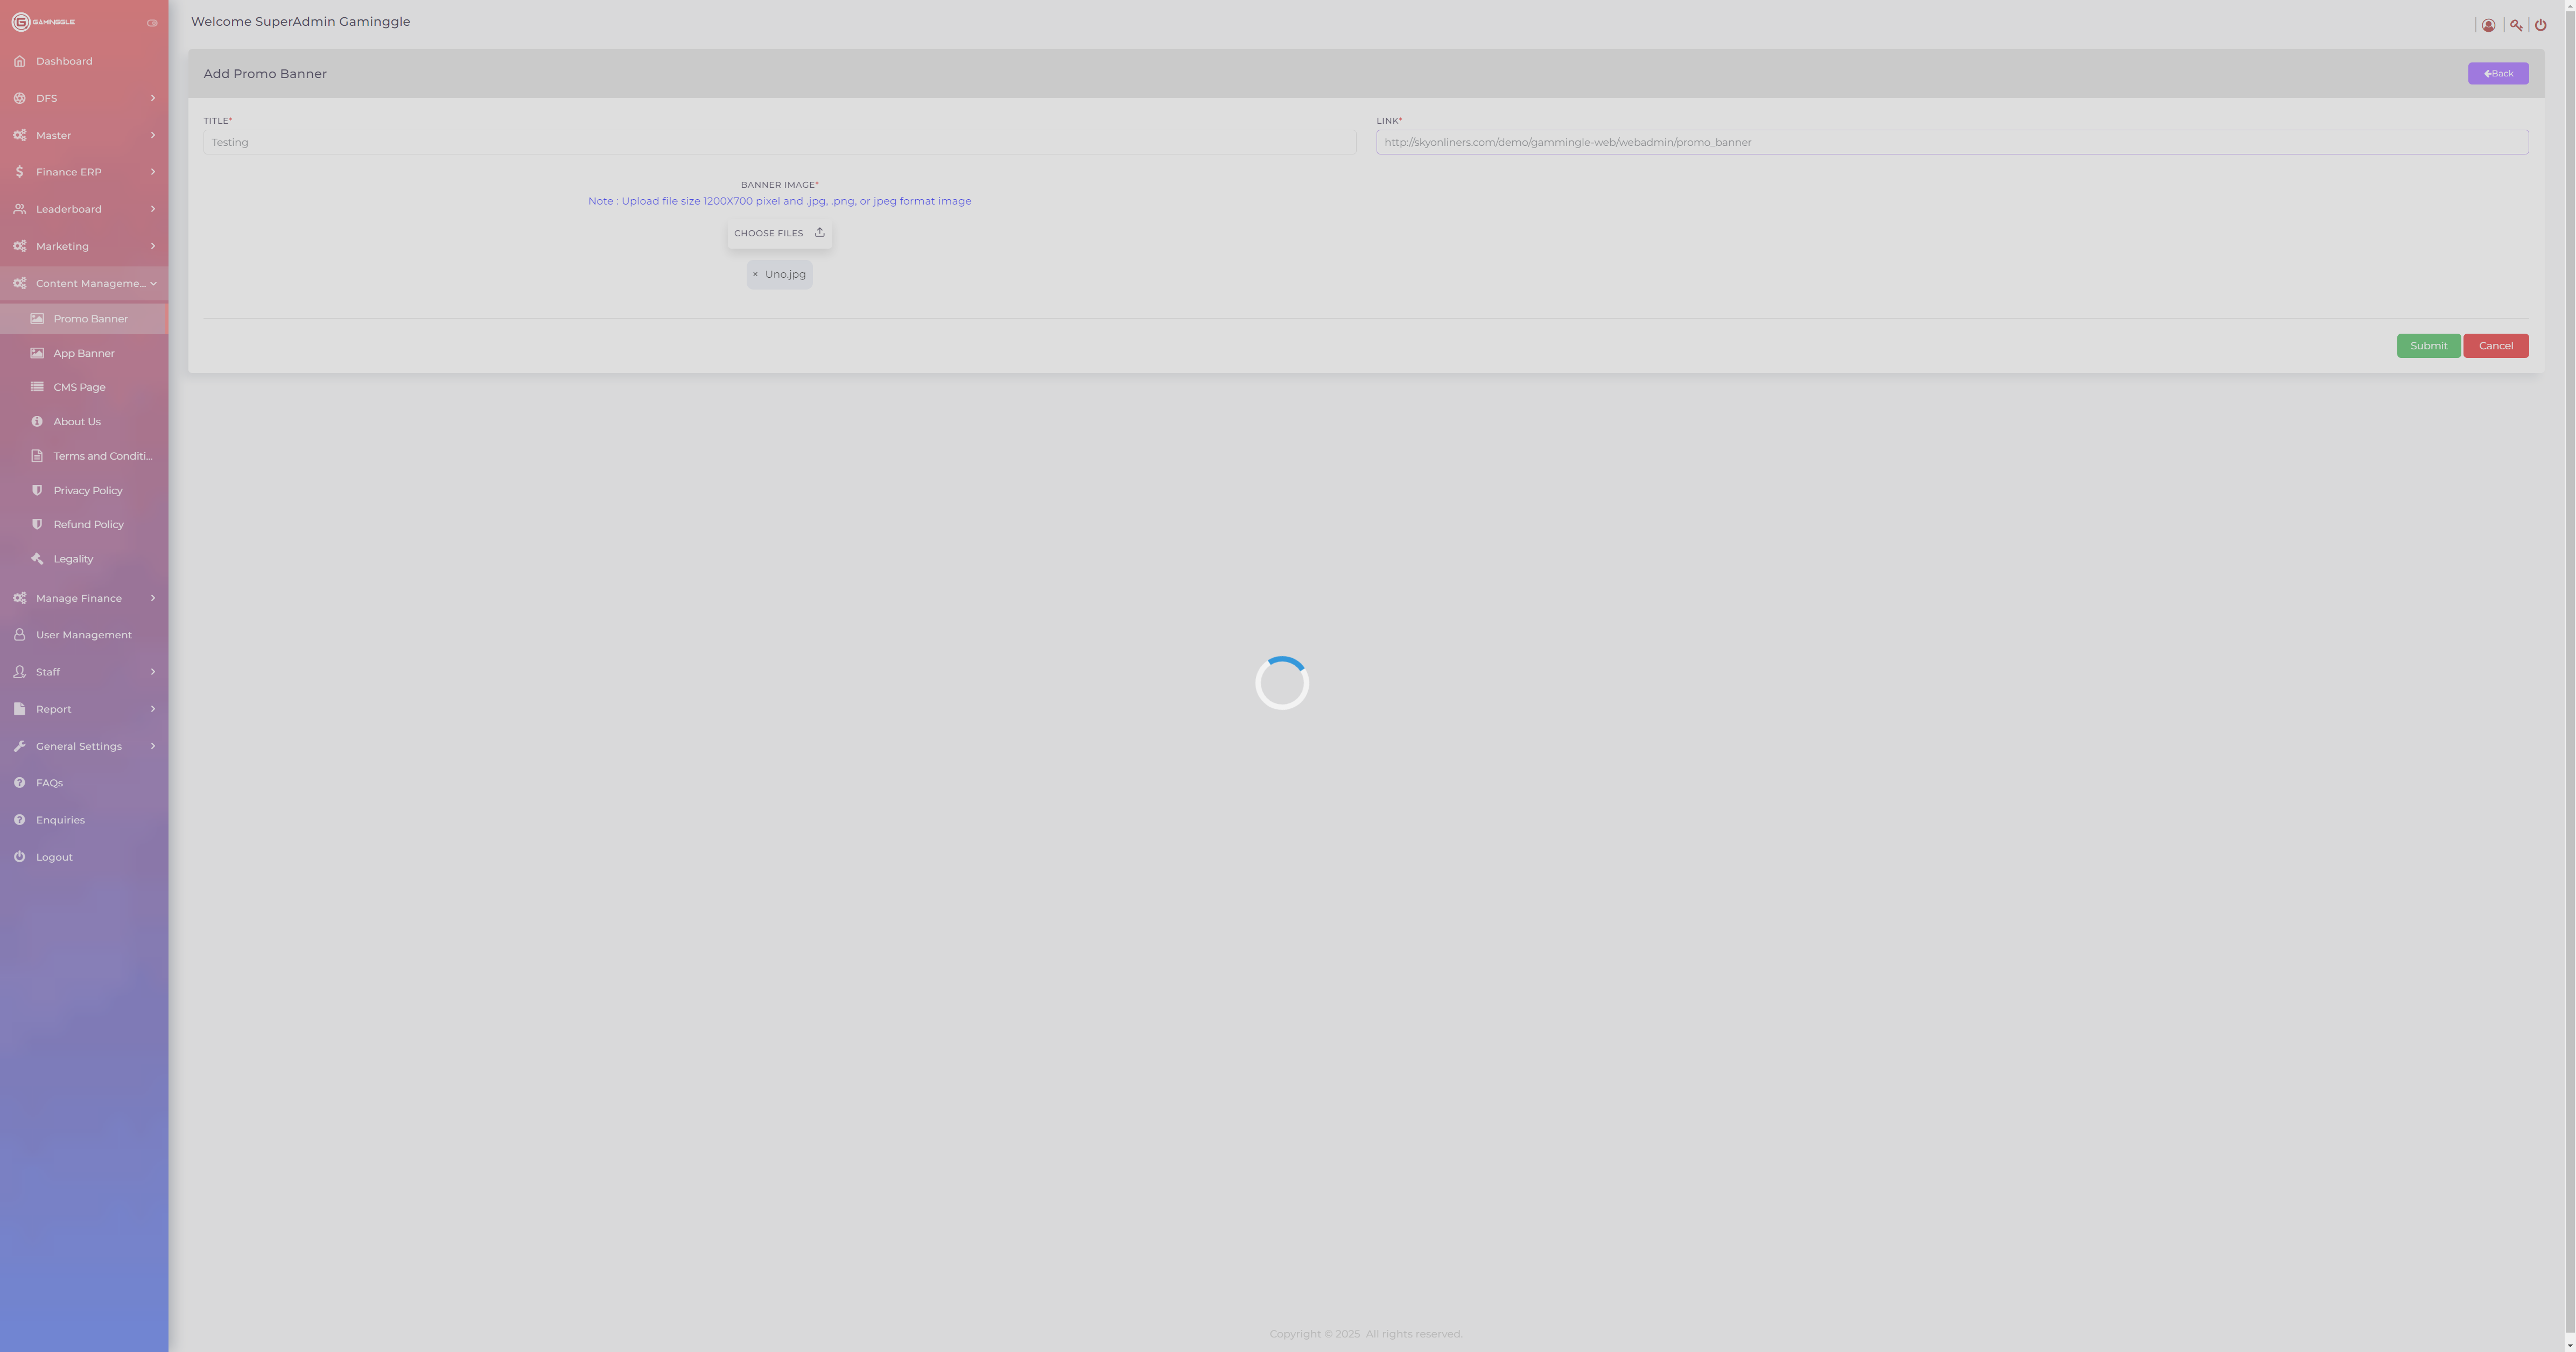 GAMINGGLE
Welcome SuperAdmin Gaminggle
Dashboard
DFS
Master
Finance ERP
Leaderboard
Marketing
Content Manageme...
Promo Banner
App Banner
CMS Page
About Us
Terms and Conditi...
Privacy Policy
Refund Policy
Legality
Manage Finance
User Management
Staff
Report
General Settings
FAQs
Enquiries
Logout
Add Promo Banner
Back
TITLE*
Testing
LINK*
http://skyonliners.com/demo/gammingle-web/webadmin/promo_banner
BANNER IMAGE*
Note : Upload file size 1200X700 pixel and .jpg, .png, or jpeg format image
CHOOSE FILES
× Uno.jpg
Submit
Cancel
Copyright © 2025 All rights reserved.